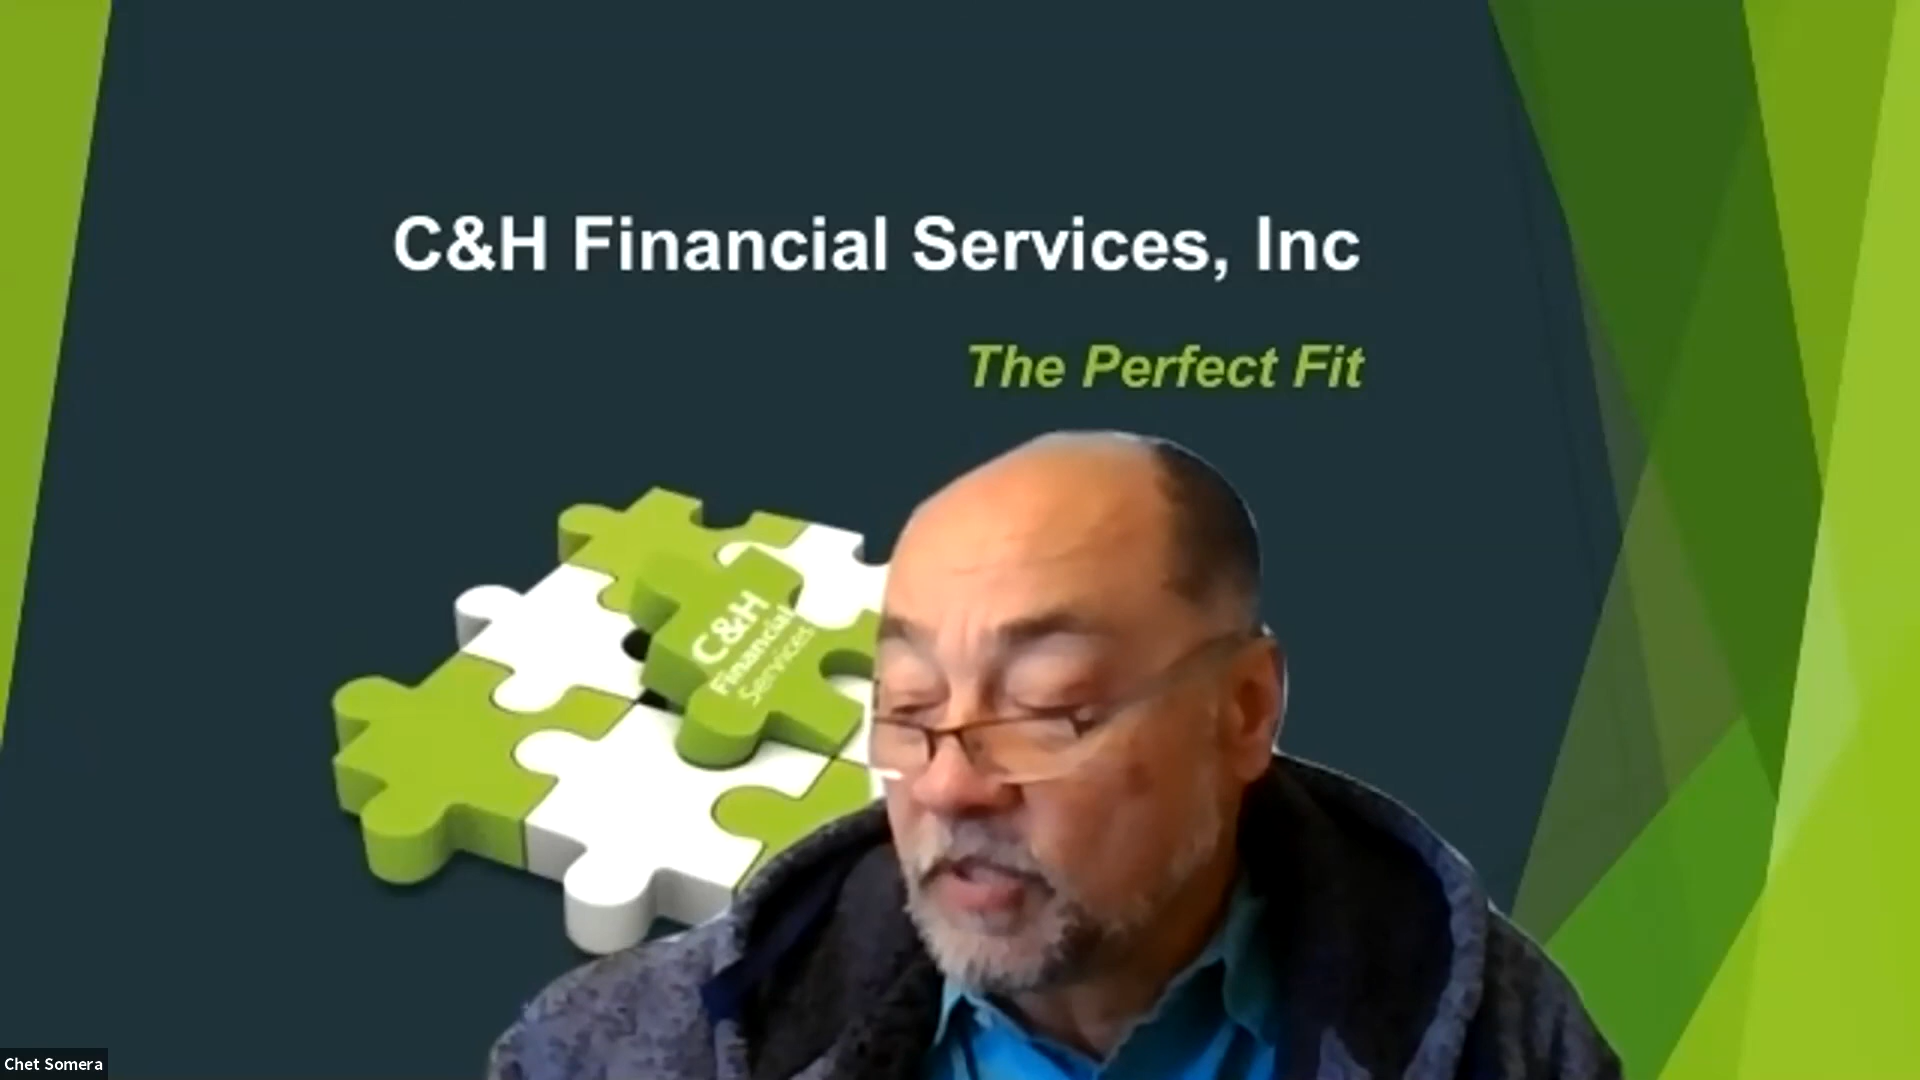 C&H Financial Services, Inc
The Perfect Fit
C&H
Financial
Services
Chet Somera